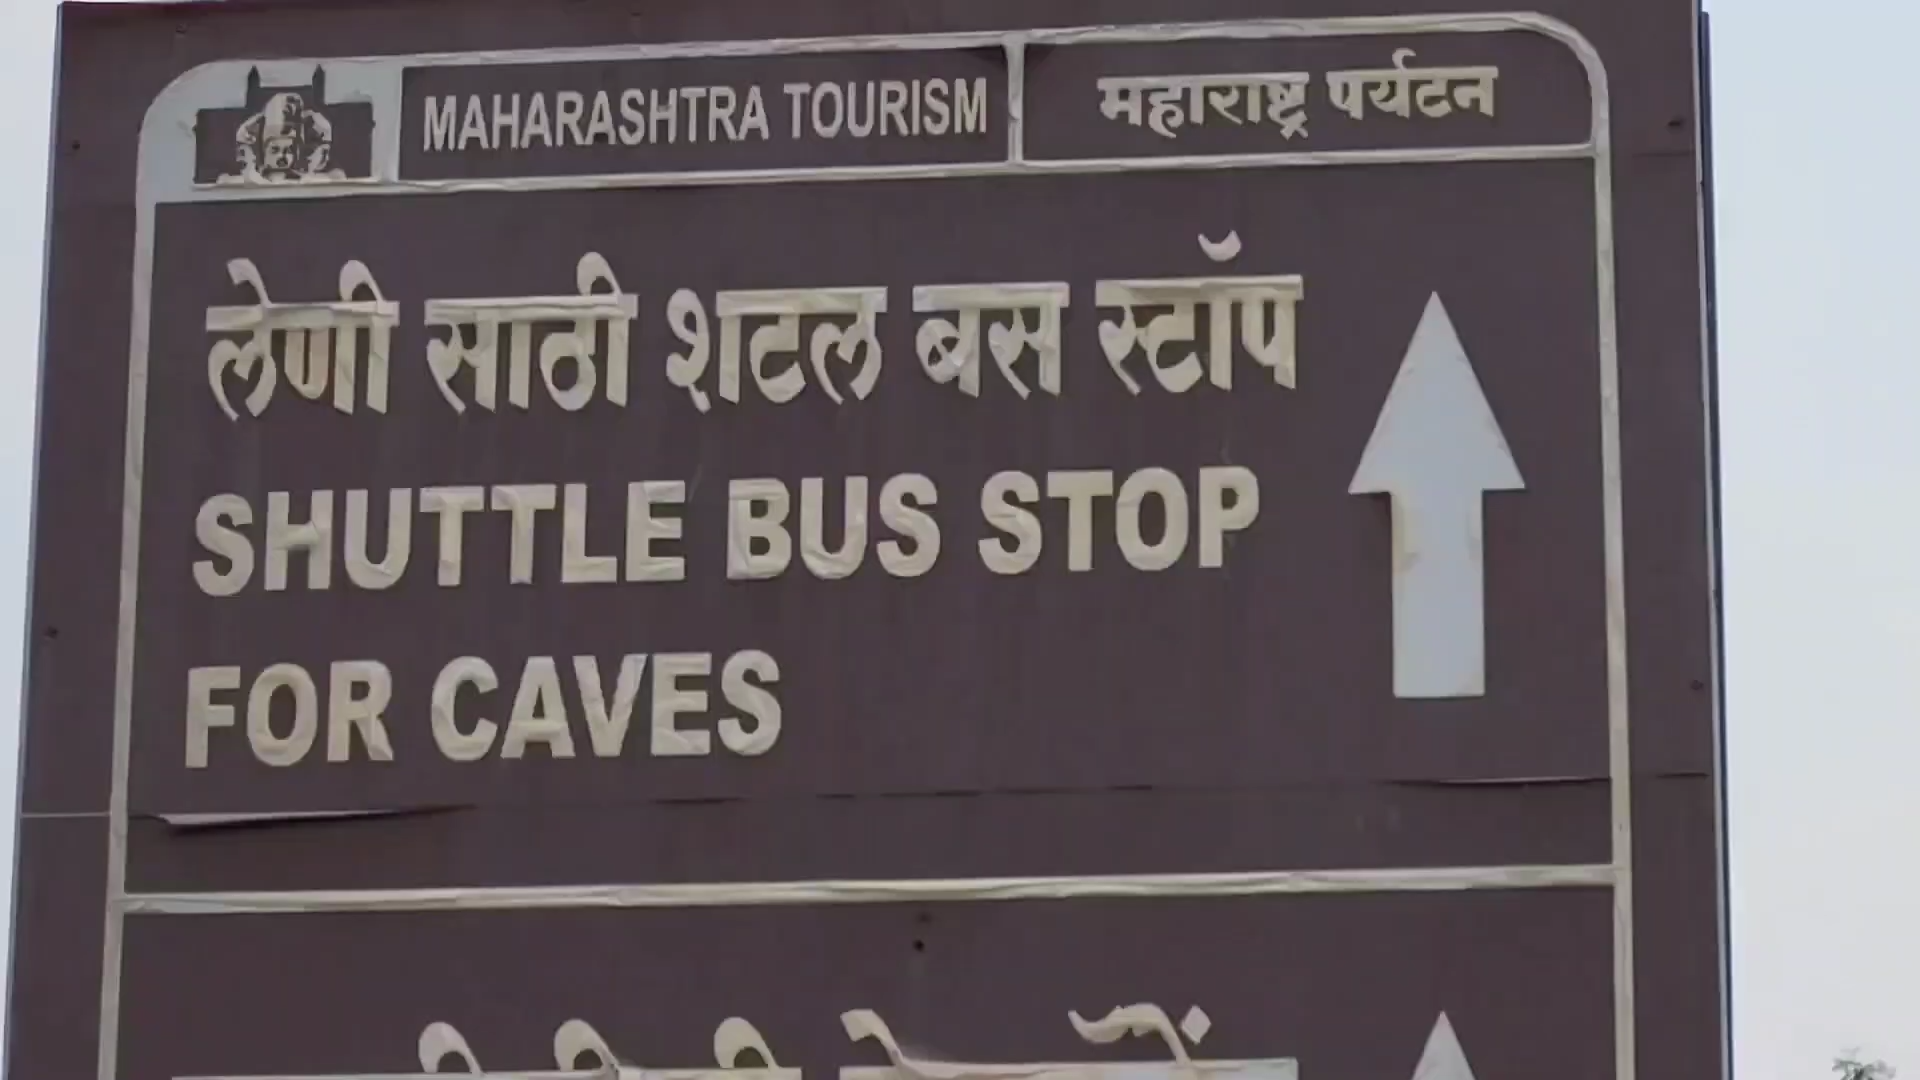 MAHARASHTRA TOURISM
महाराष्ट्र पर्यटन
लेणी साठी शटल बस स्टॉप
SHUTTLE BUS STOP
FOR CAVES